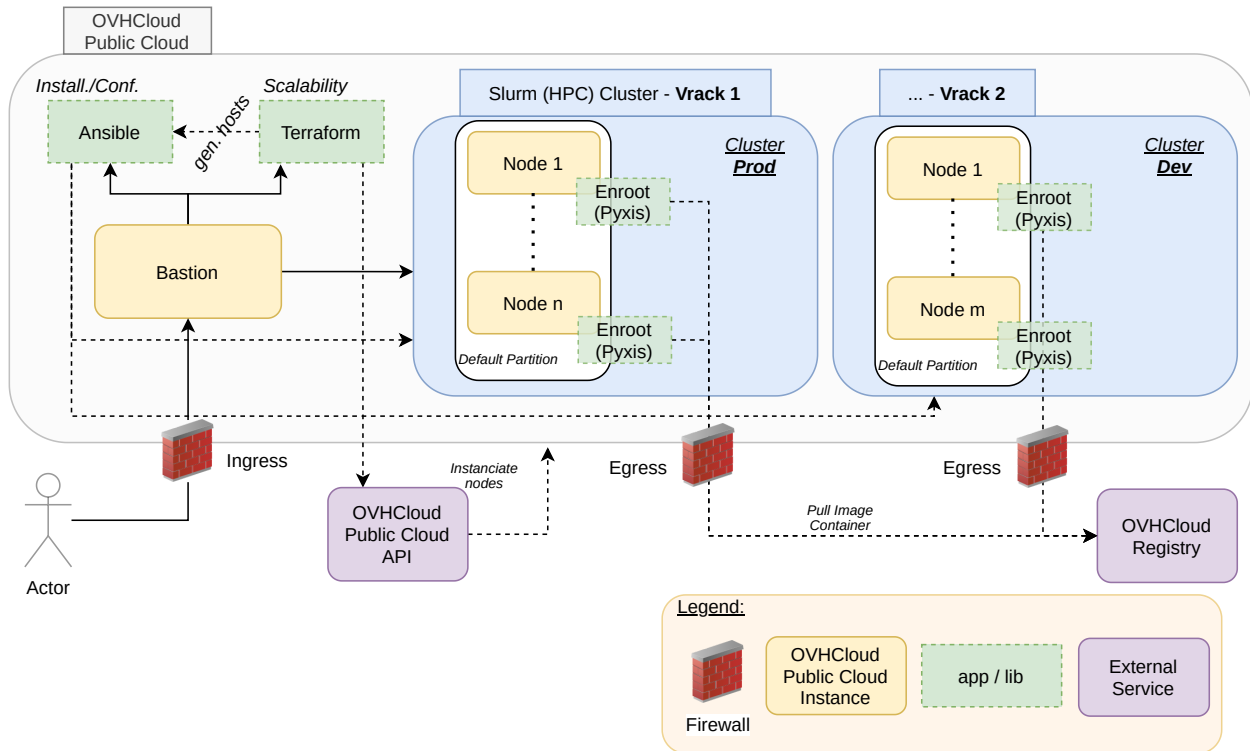 OVHCloud
Public Cloud
Install./Conf.
Scalability
gen. hosts
Ansible
Terraform
Bastion
Slurm (HPC) Cluster - Vrack 1
Cluster
Prod
Node 1
Enroot
(Pyxis)
Node n
Enroot
(Pyxis)
Default Partition
... - Vrack 2
Cluster
Dev
Node 1
Enroot
(Pyxis)
Node m
Enroot
(Pyxis)
Default Partition
Ingress
Egress
Egress
Actor
Instanciate
nodes
OVHCloud
Public Cloud
API
Pull Image
Container
OVHCloud
Registry
Legend:
Firewall
OVHCloud
Public Cloud
Instance
app / lib
External
Service